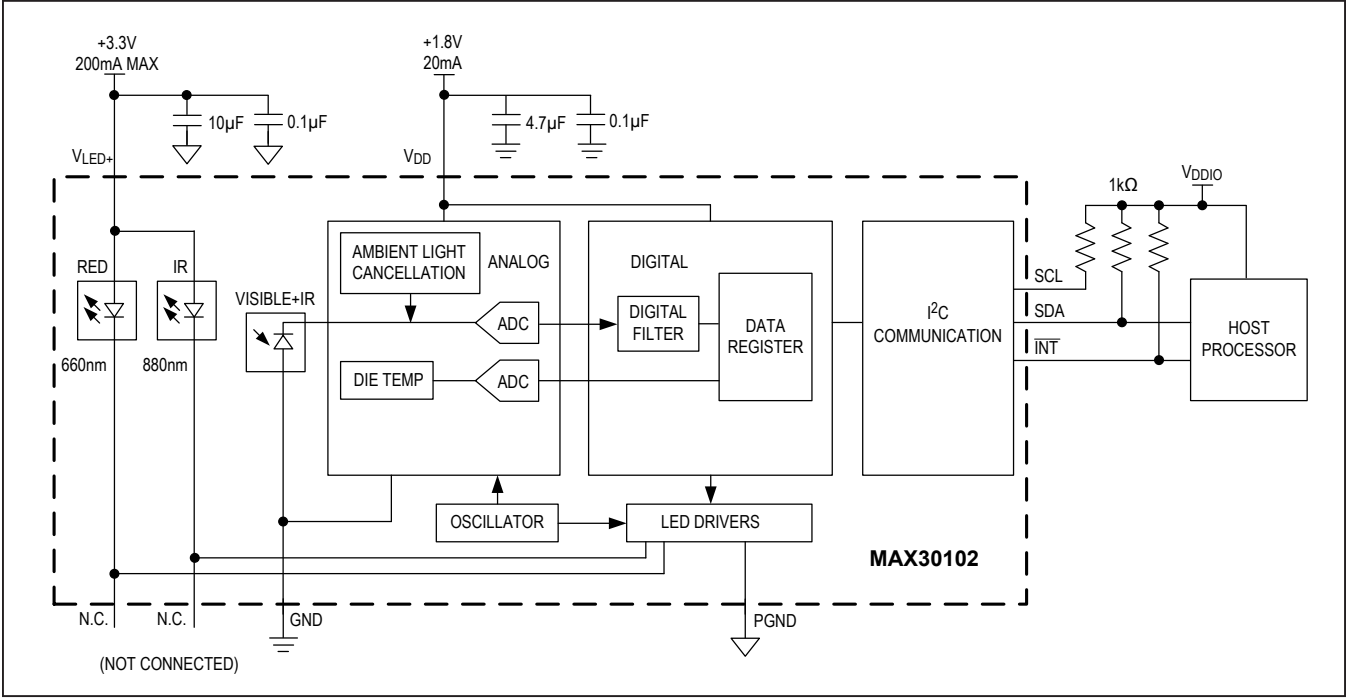 +3.3V
200mA MAX
+1.8V
20mA
10µF
0.1µF
4.7µF
0.1µF
VLED+
VDD
1kΩ
VDDIO
RED
IR
660nm
880nm
VISIBLE+IR
AMBIENT LIGHT
CANCELLATION
ANALOG
ADC
DIE TEMP
ADC
DIGITAL
DIGITAL
FILTER
DATA
REGISTER
I2C
COMMUNICATION
SCL
SDA
INT
HOST
PROCESSOR
OSCILLATOR
LED DRIVERS
MAX30102
N.C.
N.C.
GND
PGND
(NOT CONNECTED)